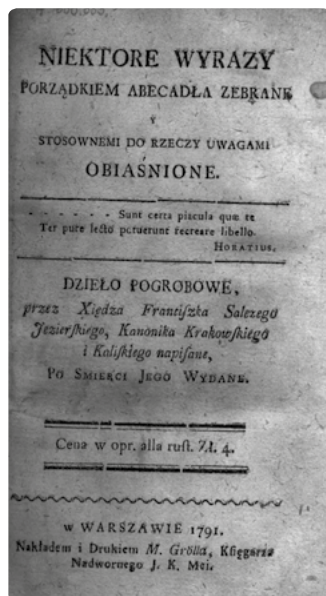 NIEKTORE WYRAZY
PORZĄDKIEM ABECADŁA ZEBRANE
Y
STOSOWNEMI DO RZECZY UWAGAMI
OBIAŚNIONE.
- - - - - - Sunt certa piacula quæ te
Ter pure lecto poterunt recreare libello.
HORATIUS.
DZIEŁO POGROBOWE,
przez Xiędza Franciſzka Salezego
Jezierſkiego, Kanonika Krakowſkiego
i Kaliſkiego napiſane,
PO SMIERCI JEGO WYDANE.
Cena w opr. alla ruſt. Zł. 4.
w WARSZAWIE 1791.
Nakładem i Drukiem M. Grölla, Kſięgarza
Nadwornego J. K. Mci.